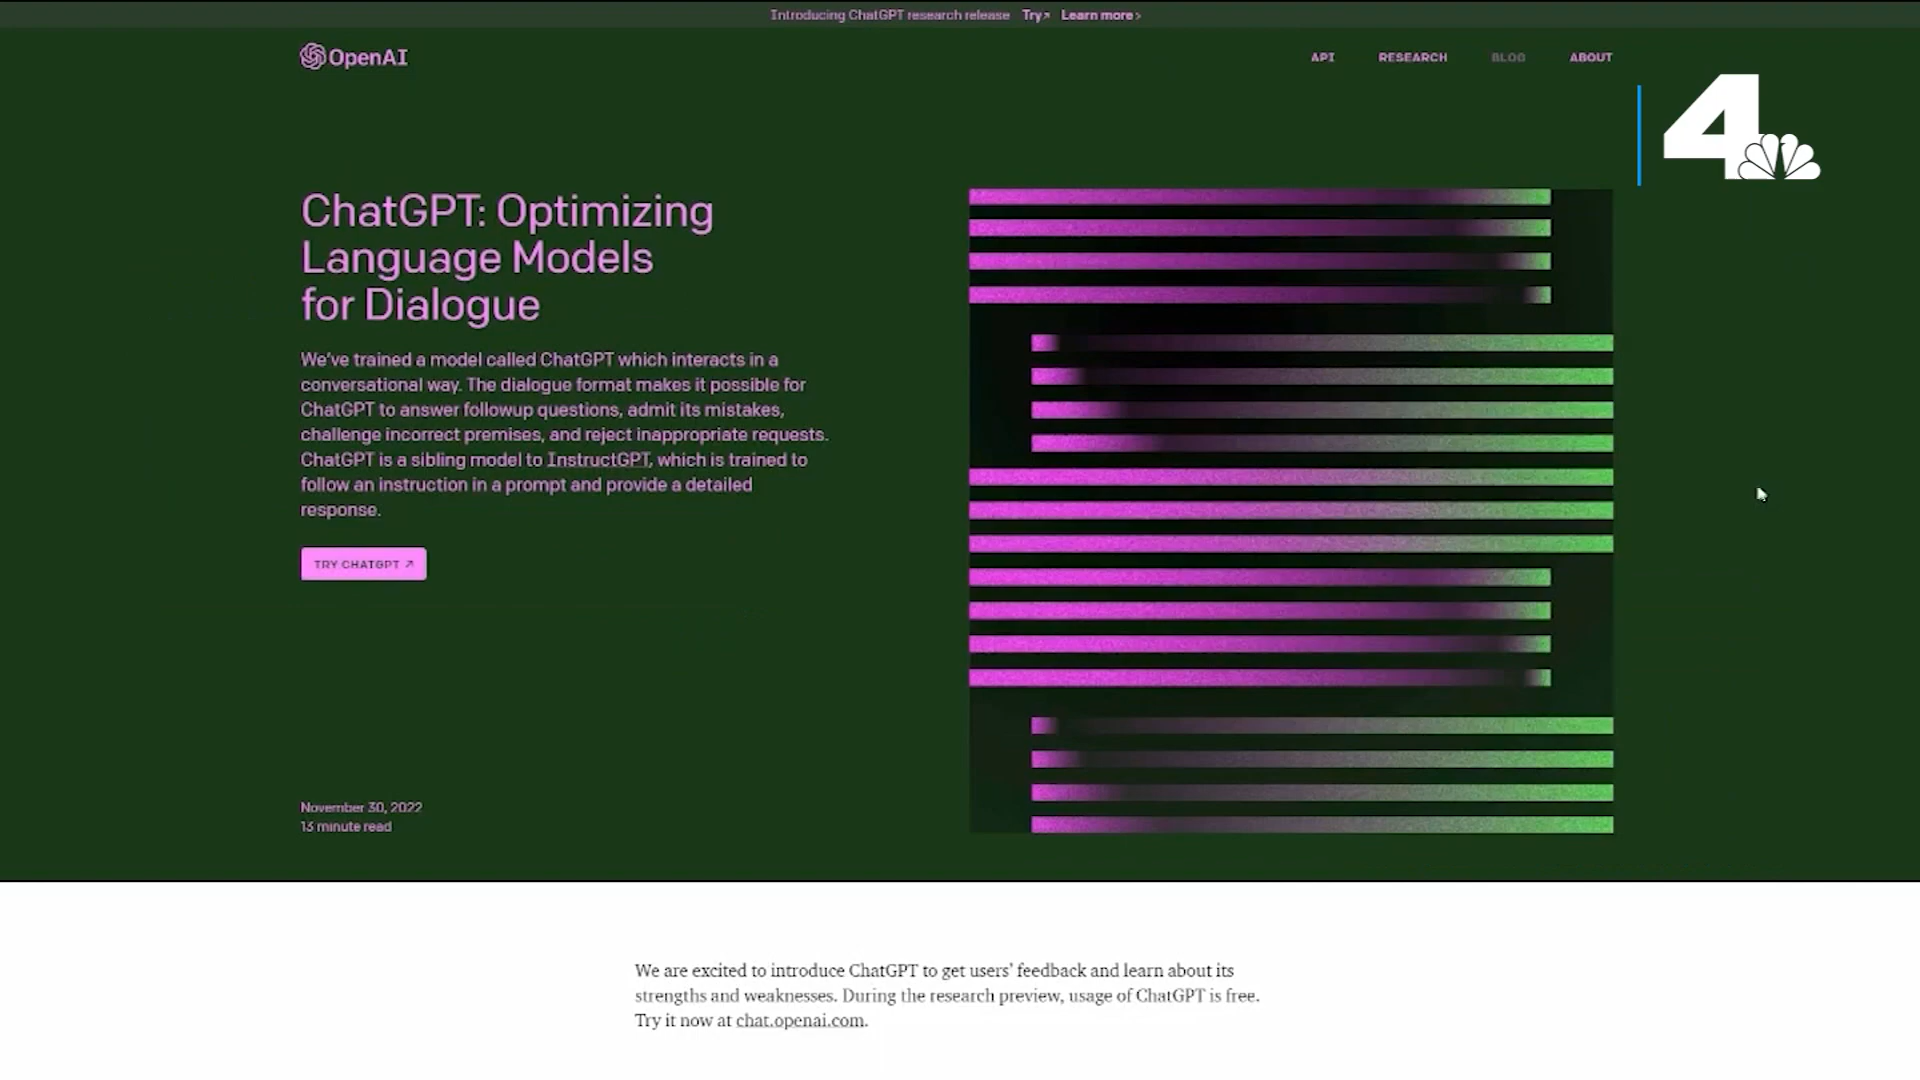 Introducing ChatGPT research release Try↗ Learn more›
OpenAI
API RESEARCH BLOG ABOUT
4
ChatGPT: Optimizing
Language Models
for Dialogue
We’ve trained a model called ChatGPT which interacts in a
conversational way. The dialogue format makes it possible for
ChatGPT to answer followup questions, admit its mistakes,
challenge incorrect premises, and reject inappropriate requests.
ChatGPT is a sibling model to InstructGPT, which is trained to
follow an instruction in a prompt and provide a detailed
response.
TRY CHATGPT ↗
November 30, 2022
13 minute read
We are excited to introduce ChatGPT to get users’ feedback and learn about its
strengths and weaknesses. During the research preview, usage of ChatGPT is free.
Try it now at chat.openai.com.